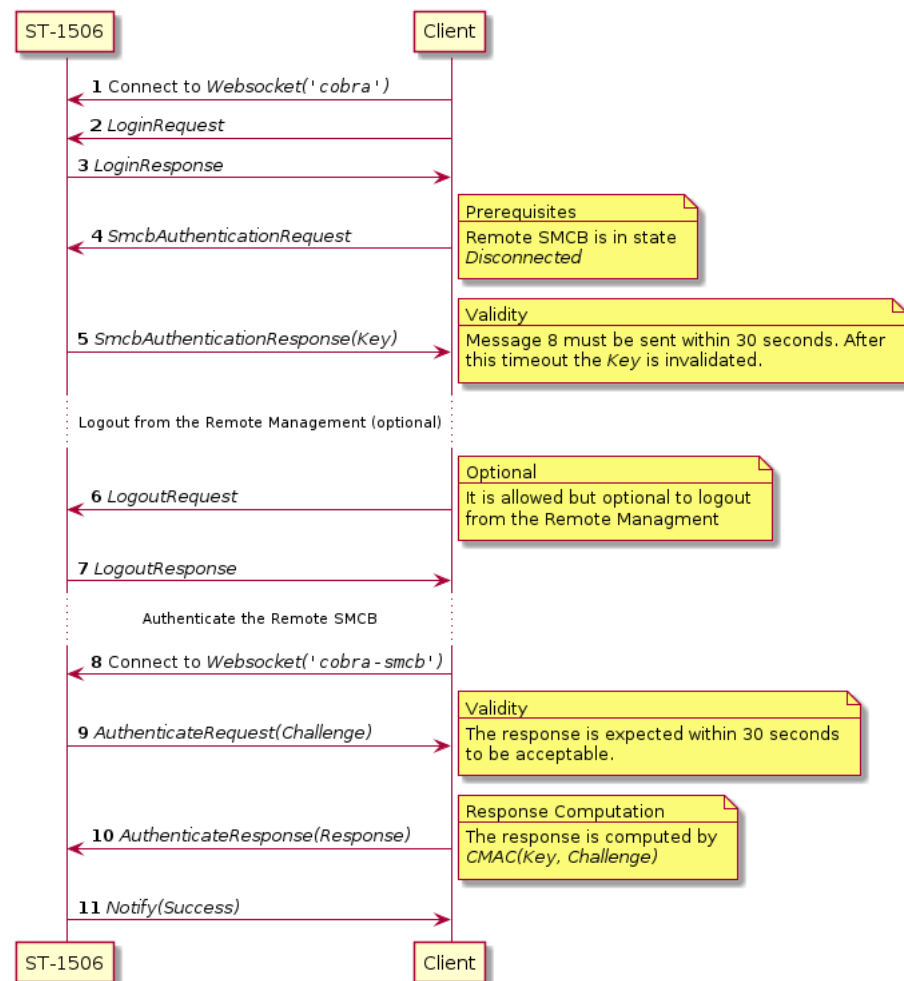 ST-1506
Client
1 Connect to Websocket('cobra')
2 LoginRequest
3 LoginResponse
Prerequisites
4 SmcbAuthenticationRequest
Remote SMCB is in state
Disconnected
Validity
5 SmcbAuthenticationResponse(Key)
Message 8 must be sent within 30 seconds. After
this timeout the Key is invalidated.
Logout from the Remote Management (optional)
Optional
6 LogoutRequest
It is allowed but optional to logout
from the Remote Managment
7 LogoutResponse
Authenticate the Remote SMCB
8 Connect to Websocket('cobra-smcb')
Validity
9 AuthenticateRequest(Challenge)
The response is expected within 30 seconds
to be acceptable.
Response Computation
10 AuthenticateResponse(Response)
The response is computed by
CMAC(Key, Challenge)
11 Notify(Success)
ST-1506
Client